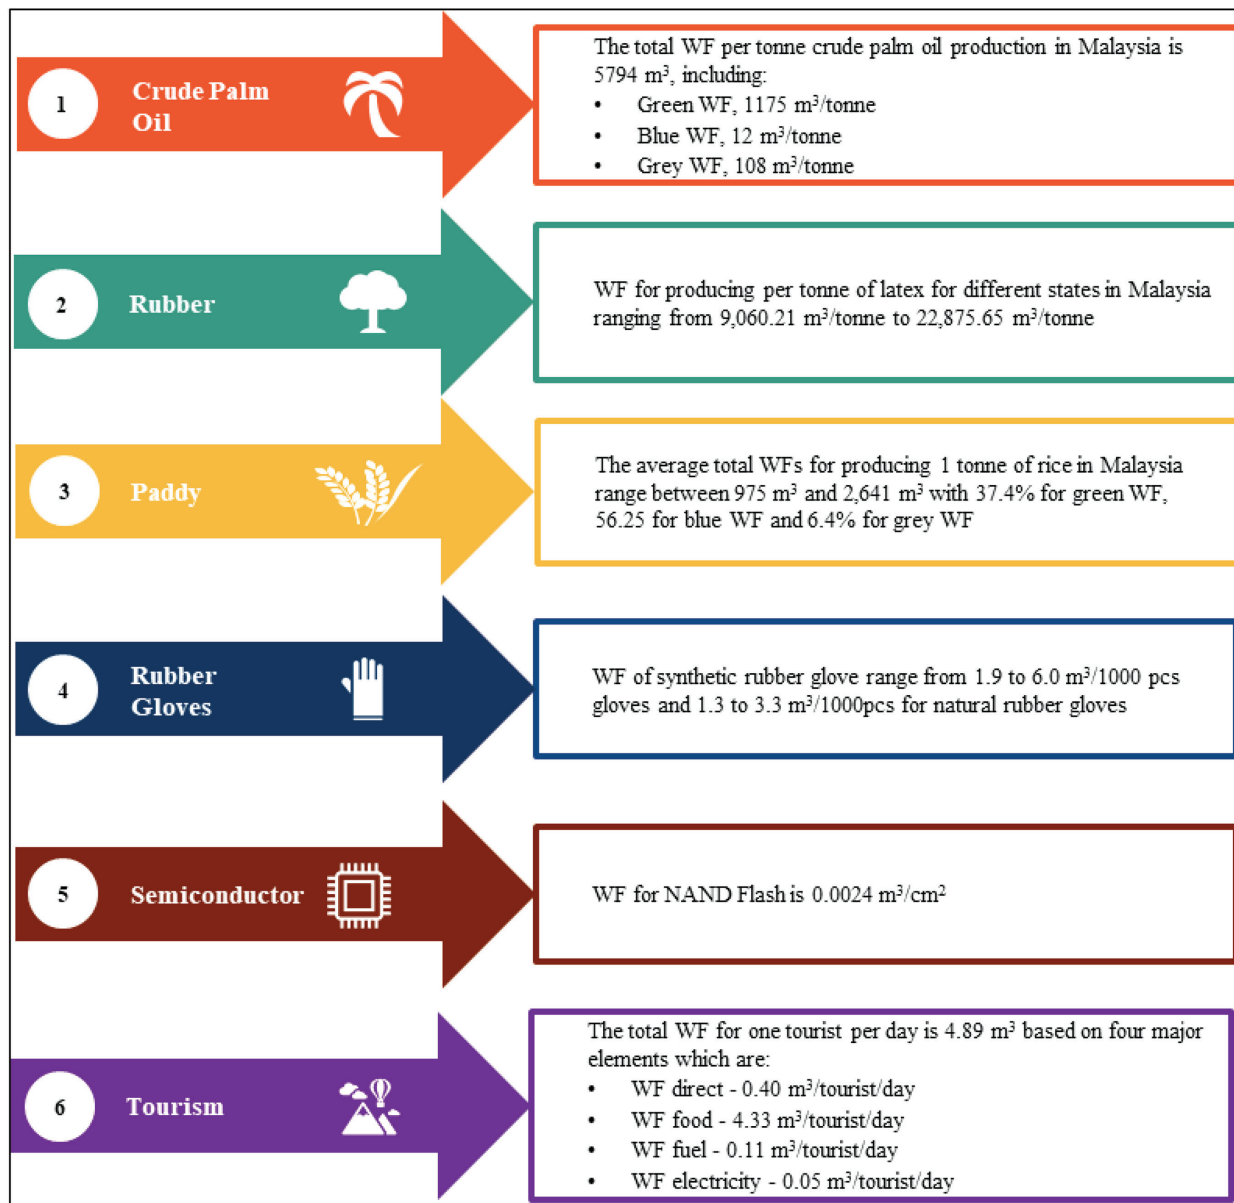 1
Crude Palm
Oil
The total WF per tonne crude palm oil production in Malaysia is
5794 m³, including:
• Green WF, 1175 m³/tonne
• Blue WF, 12 m³/tonne
• Grey WF, 108 m³/tonne
2
Rubber
WF for producing per tonne of latex for different states in Malaysia
ranging from 9,060.21 m³/tonne to 22,875.65 m³/tonne
3
Paddy
The average total WFs for producing 1 tonne of rice in Malaysia
range between 975 m³ and 2,641 m³ with 37.4% for green WF,
56.25 for blue WF and 6.4% for grey WF
4
Rubber
Gloves
WF of synthetic rubber glove range from 1.9 to 6.0 m³/1000 pcs
gloves and 1.3 to 3.3 m³/1000pcs for natural rubber gloves
5
Semiconductor
WF for NAND Flash is 0.0024 m³/cm²
6
Tourism
The total WF for one tourist per day is 4.89 m³ based on four major
elements which are:
• WF direct - 0.40 m³/tourist/day
• WF food - 4.33 m³/tourist/day
• WF fuel - 0.11 m³/tourist/day
• WF electricity - 0.05 m³/tourist/day